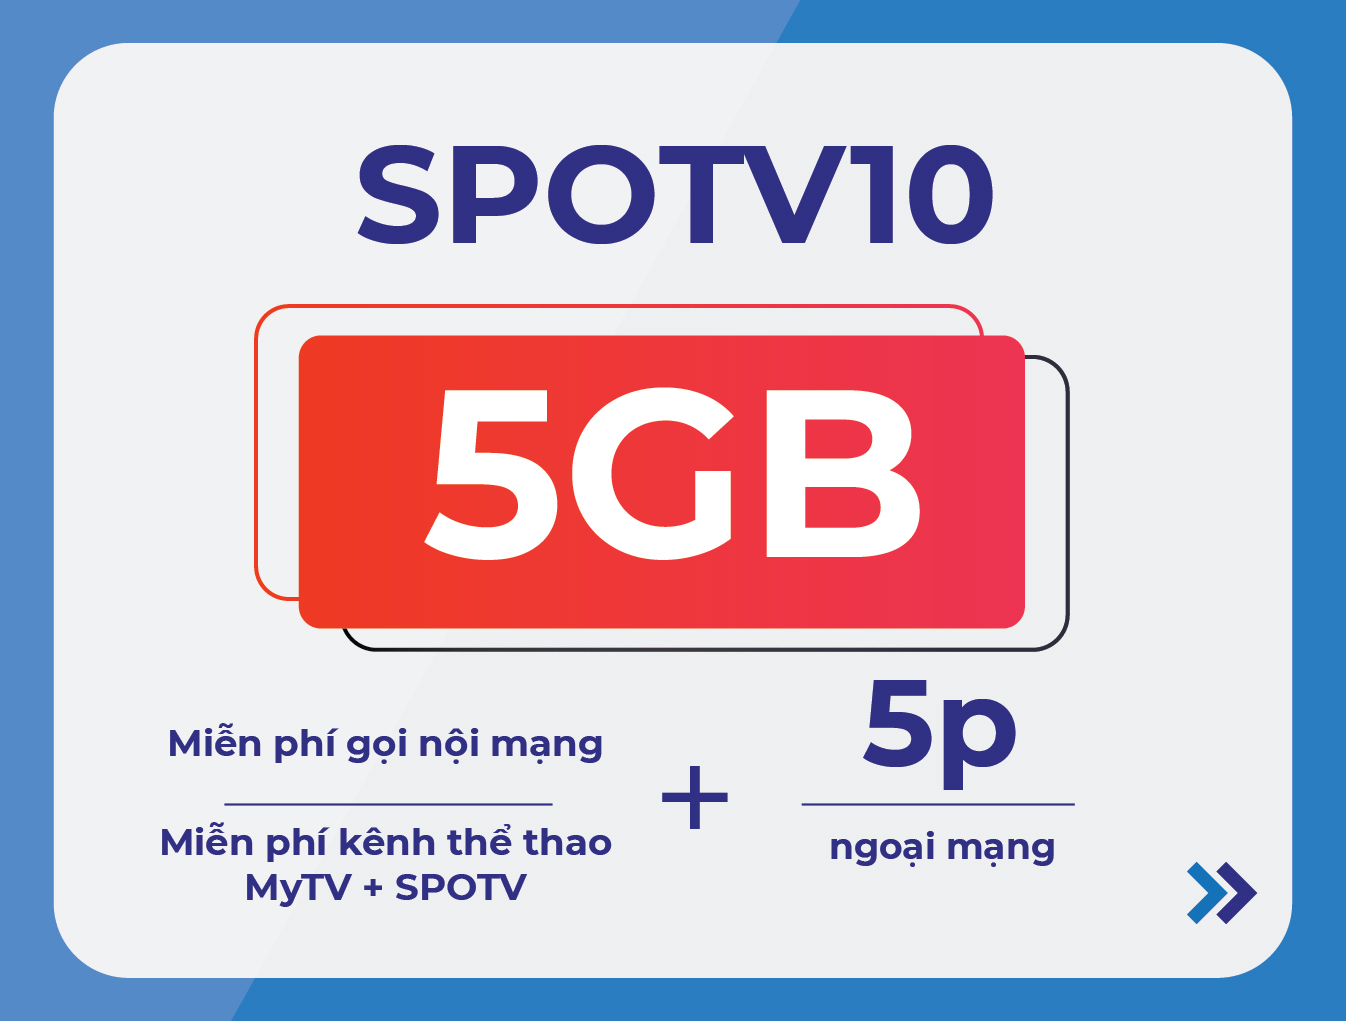 SPOTV10
5GB
Miễn phí gọi nội mạng
Miễn phí kênh thể thao
MyTV + SPOTV
+
5p
ngoại mạng